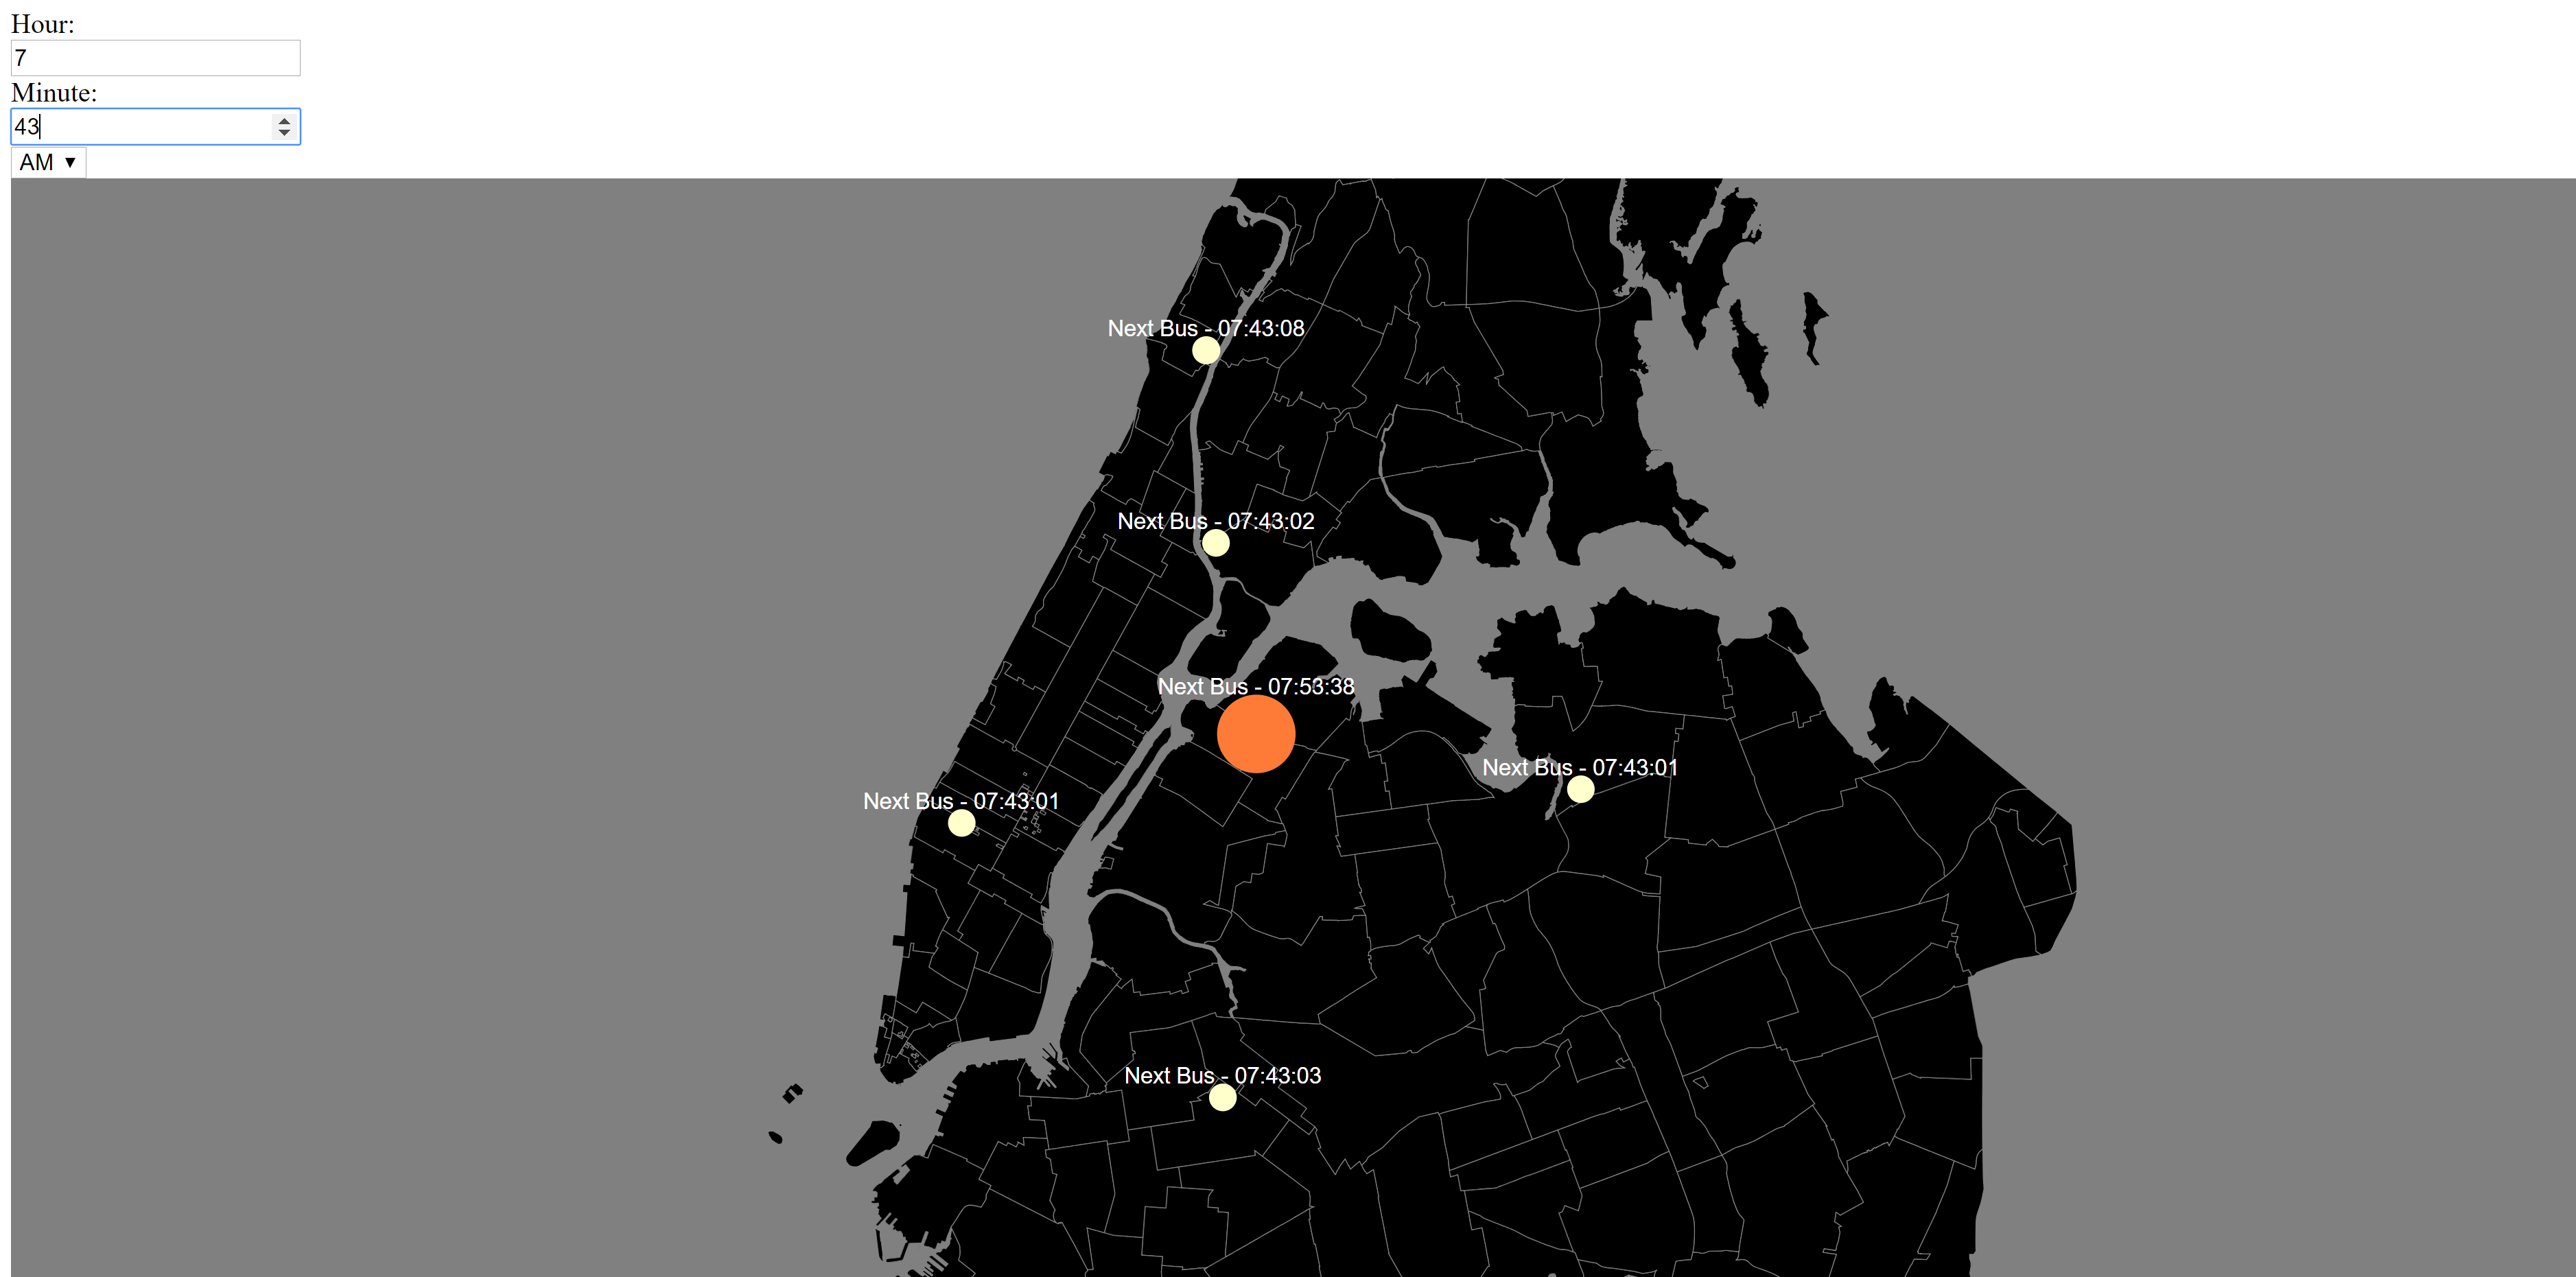 Hour:
7
Minute:
43
AM
Next Bus - 07:43:08
Next Bus - 07:43:02
Next Bus - 07:53:38
Next Bus - 07:43:01
Next Bus - 07:43:01
Next Bus - 07:43:03